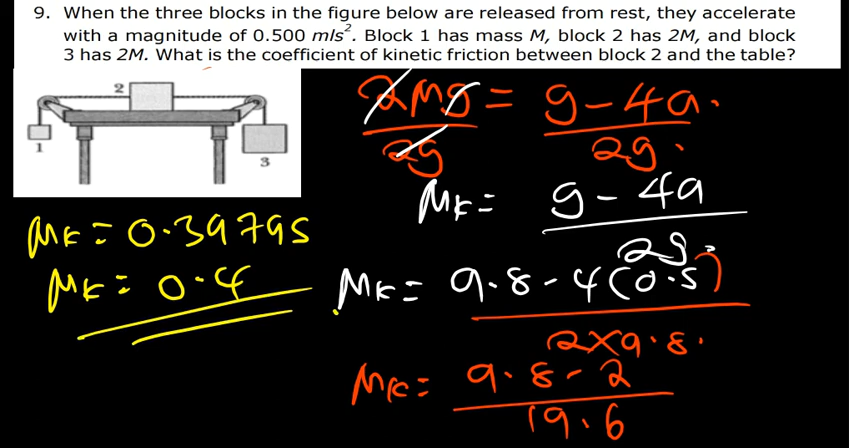 9. When the three blocks in the figure below are released from rest, they accelerate
with a magnitude of 0.500 m/s². Block 1 has mass M, block 2 has 2M, and block
3 has 2M. What is the coefficient of kinetic friction between block 2 and the table?
2
1
3
2μg = g - 4a.
2g 2g.
μk = g - 4a
2g
μk = 9.8 - 4(0.5)
2×9.8.
μk = 9.8 - 2
19.6
μk = 0.39795
μk = 0.4